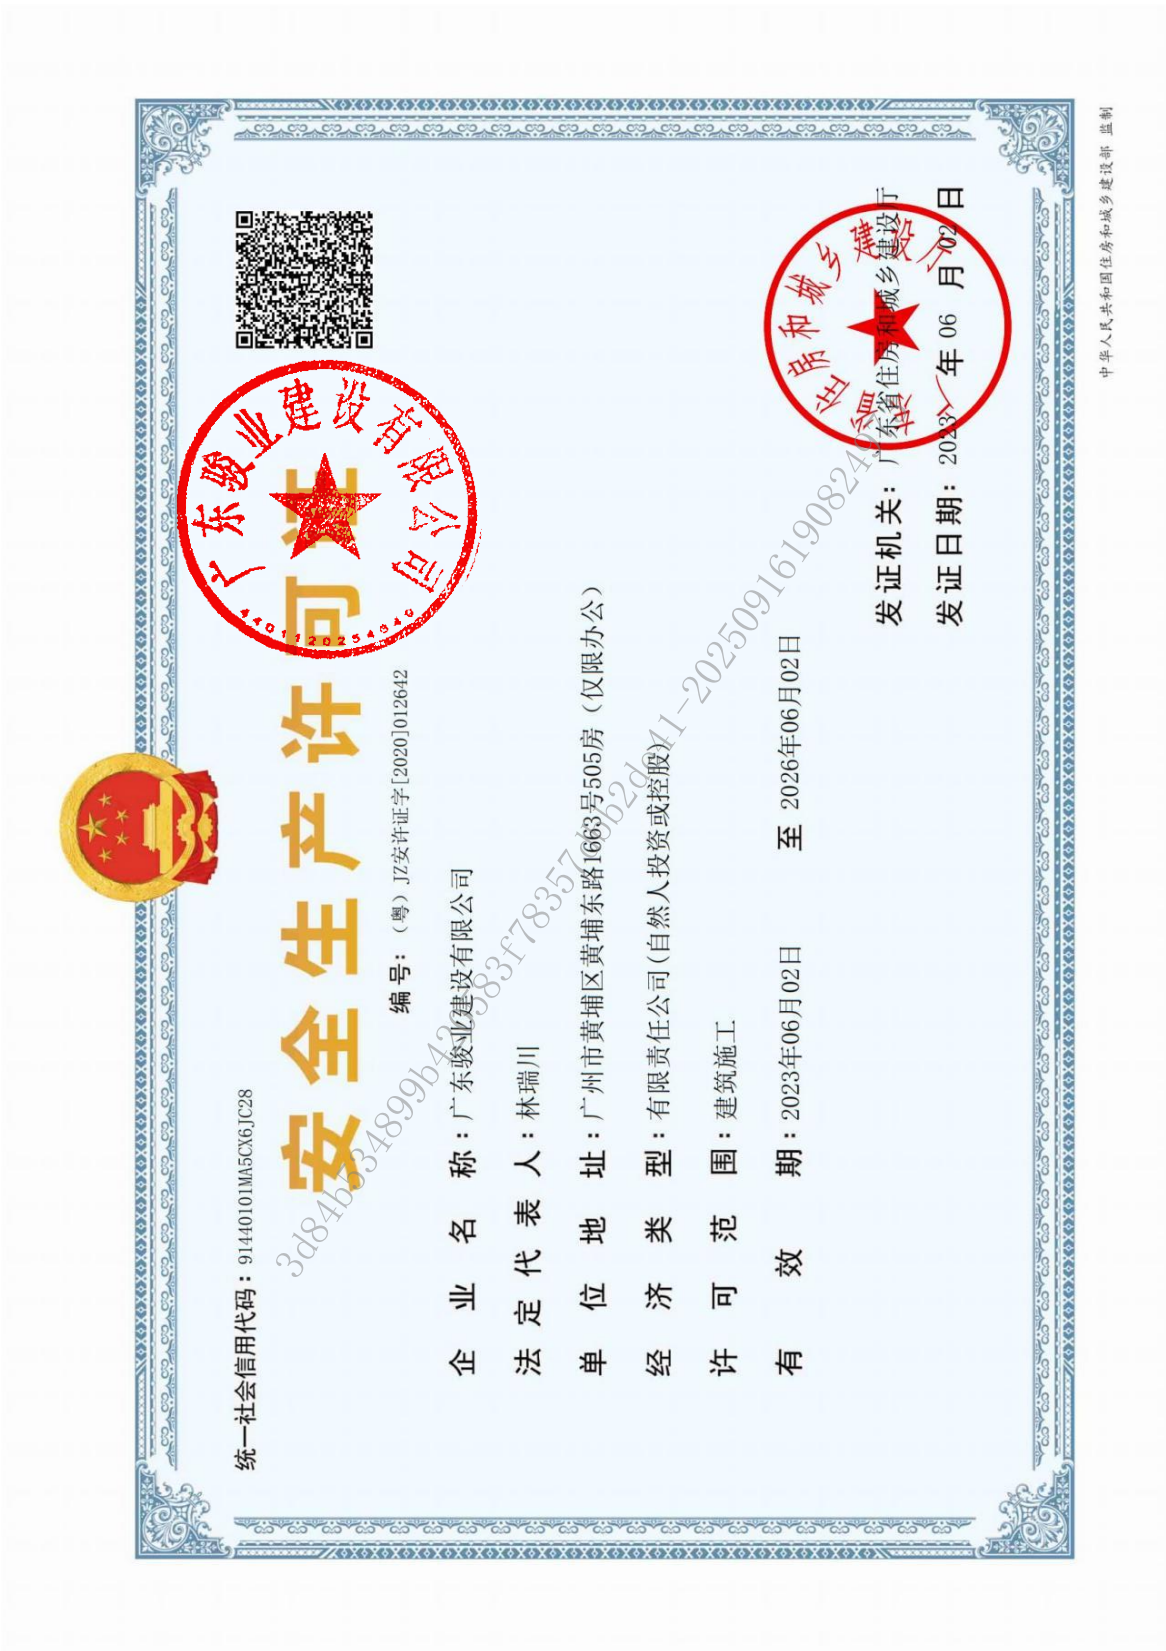 统一社会信用代码：91440101MA5CX6JC28
安全生产许可证
编号：（粤）JZ安许证字[2020]012642
企业名称：广东骏业建设有限公司
法定代表人：林瑞川
单位地址：广州市黄埔区黄埔东路1663号505房（仅限办公）
经济类型：有限责任公司(自然人投资或控股)
许可范围：建筑施工
有效期：2023年06月02日 至 2026年06月02日
发证机关：广东省住房和城乡建设厅
发证日期：2023年06月02日
广东骏业建设有限公司
中华人民共和国住房和城乡建设部 监制